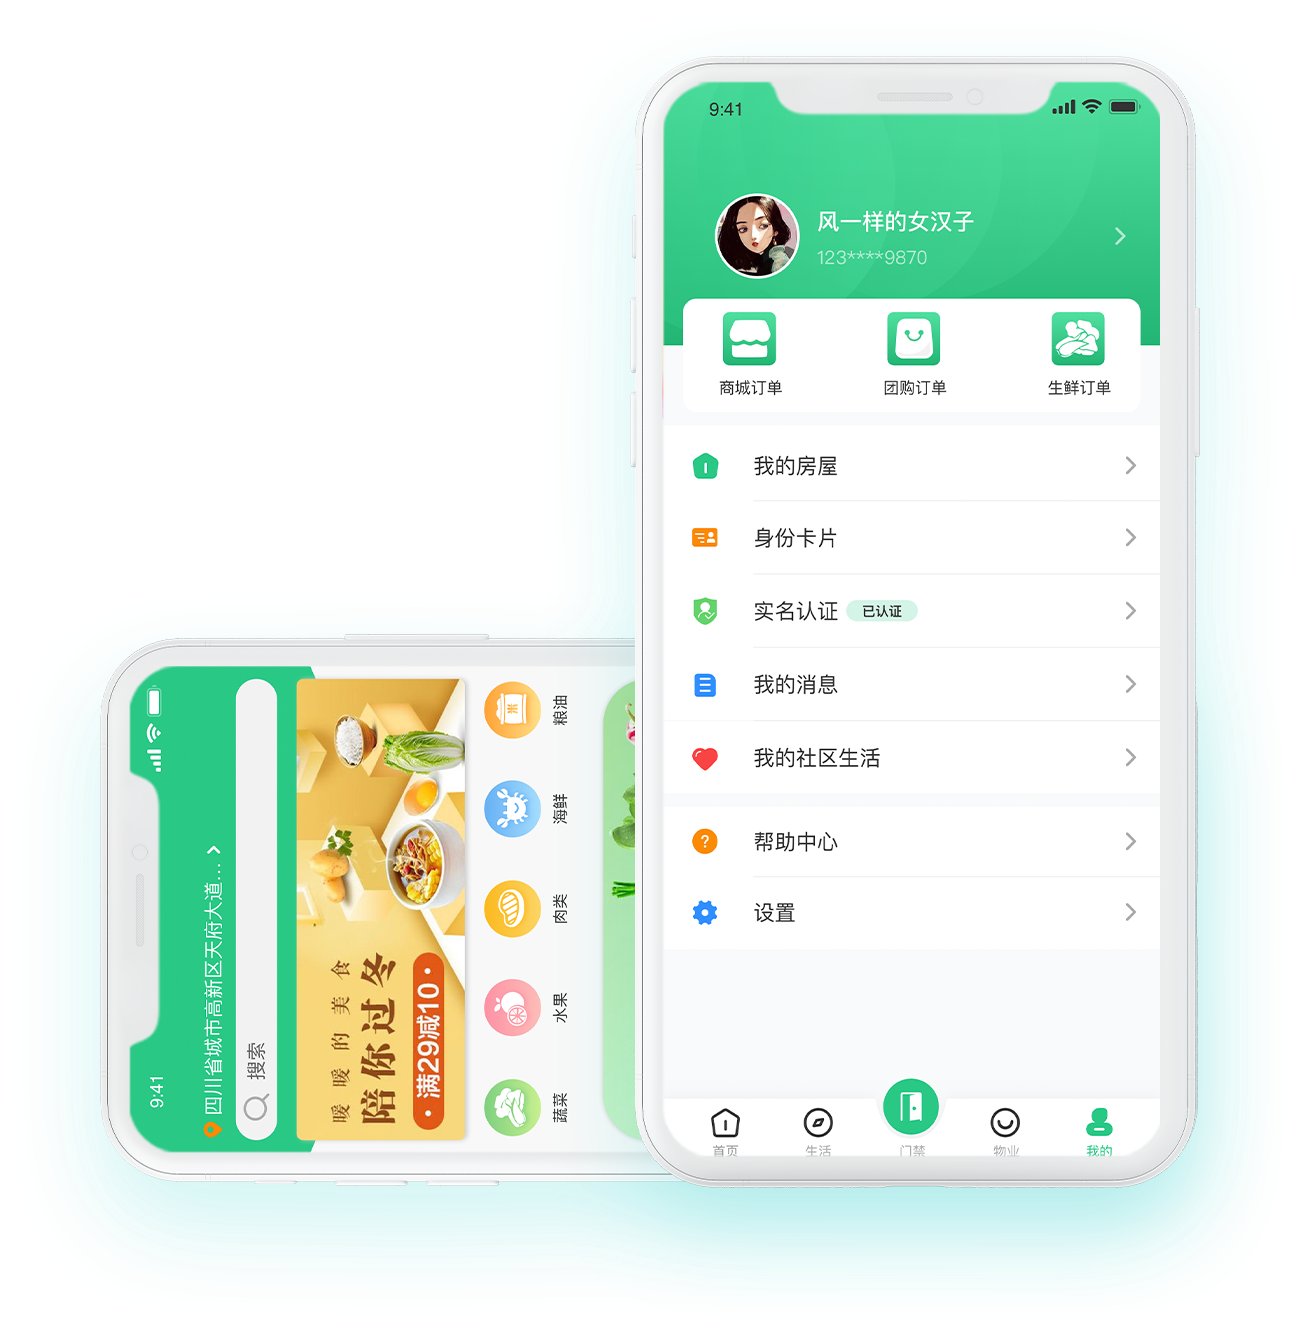 9:41
风一样的女汉子
123****9870
商城订单
团购订单
生鲜订单
我的房屋
身份卡片
实名认证
已认证
我的消息
我的社区生活
帮助中心
设置
首页
生活
门禁
物业
我的
9:41
四川省城市高新区天府大道...
搜索
暖暖的美食
陪你过冬
• 满29减10 •
蔬菜
水果
肉类
海鲜
粮油
米